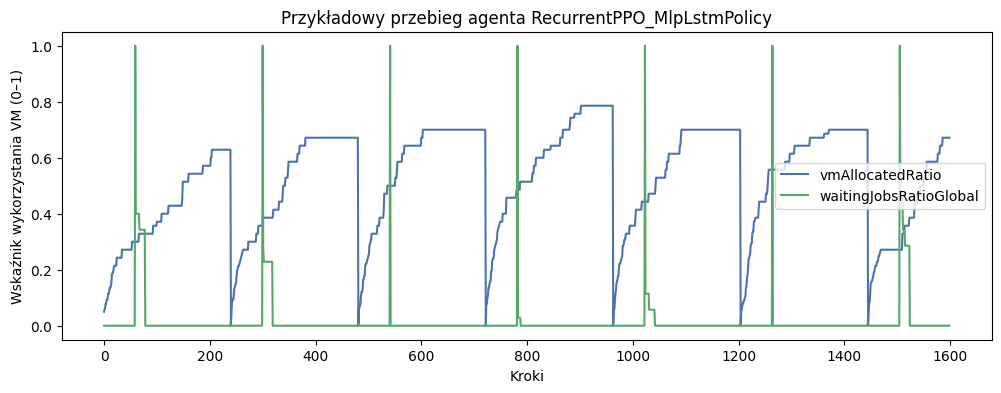 Przykładowy przebieg agenta RecurrentPPO_MlpLstmPolicy
Wskaźnik wykorzystania VM (0–1)
1.0
0.8
0.6
0.4
0.2
0.0
vmAllocatedRatio
waitingJobsRatioGlobal
0 200 400 600 800 1000 1200 1400 1600
Kroki